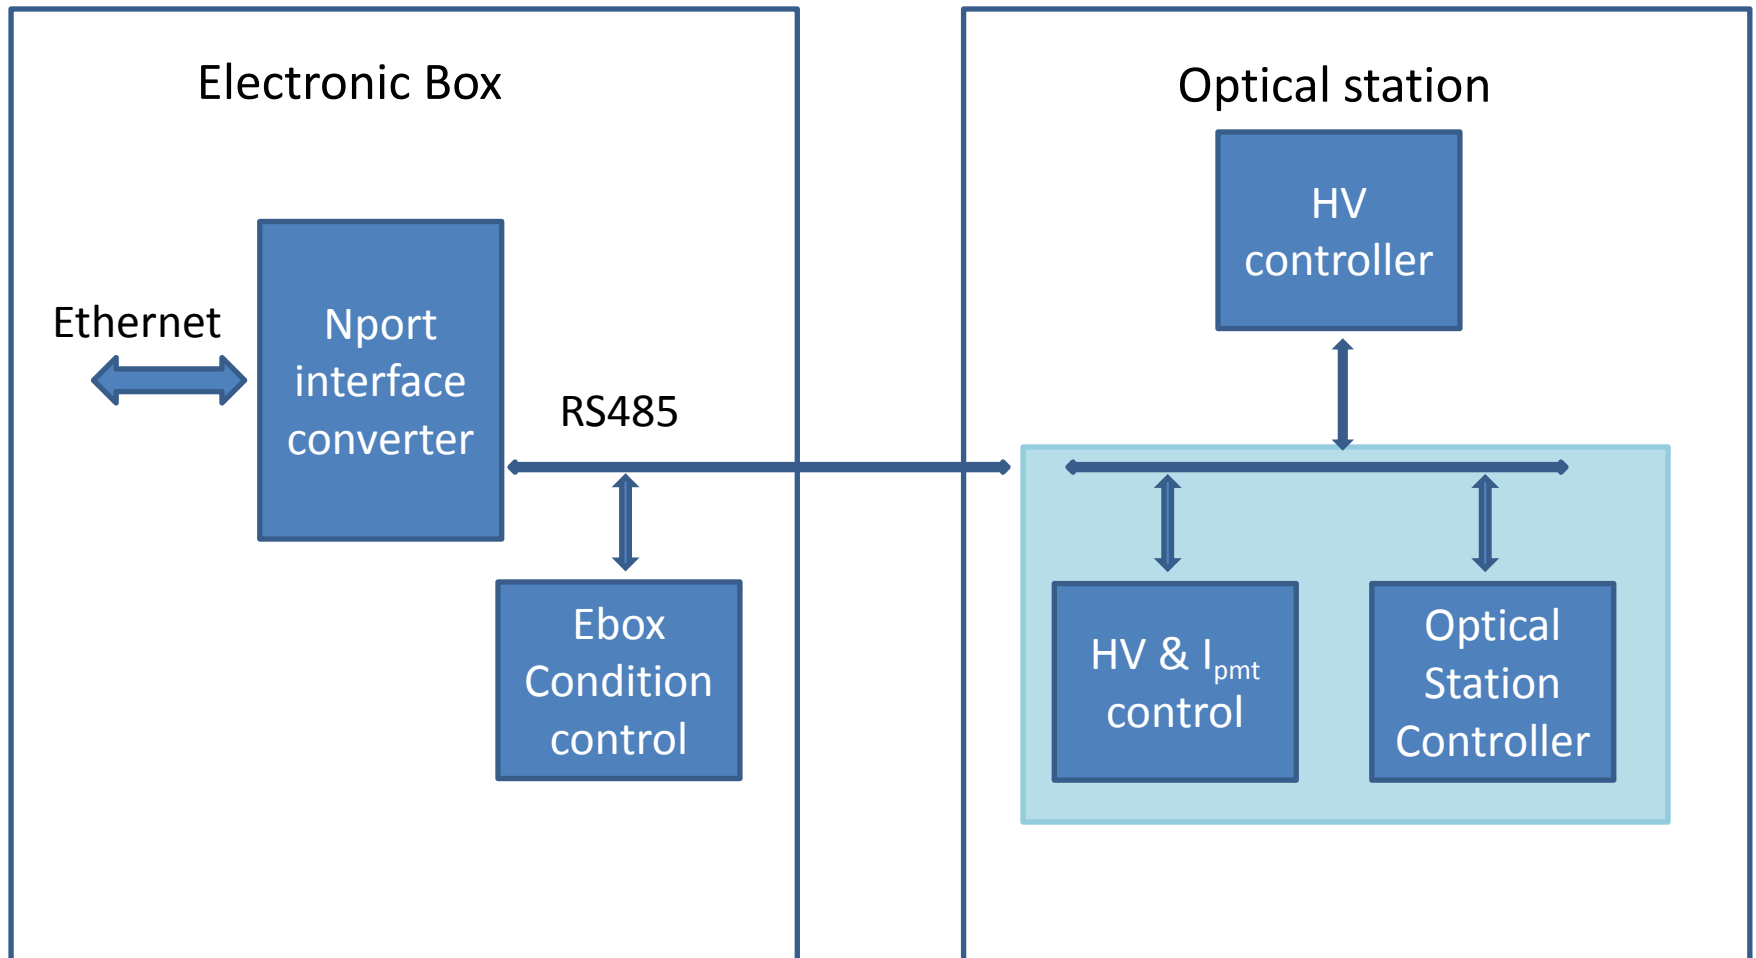 Electronic Box
Ethernet
Nport
interface
converter
RS485
Ebox
Condition
control
Optical station
HV
controller
HV & Ipmt
control
Optical
Station
Controller